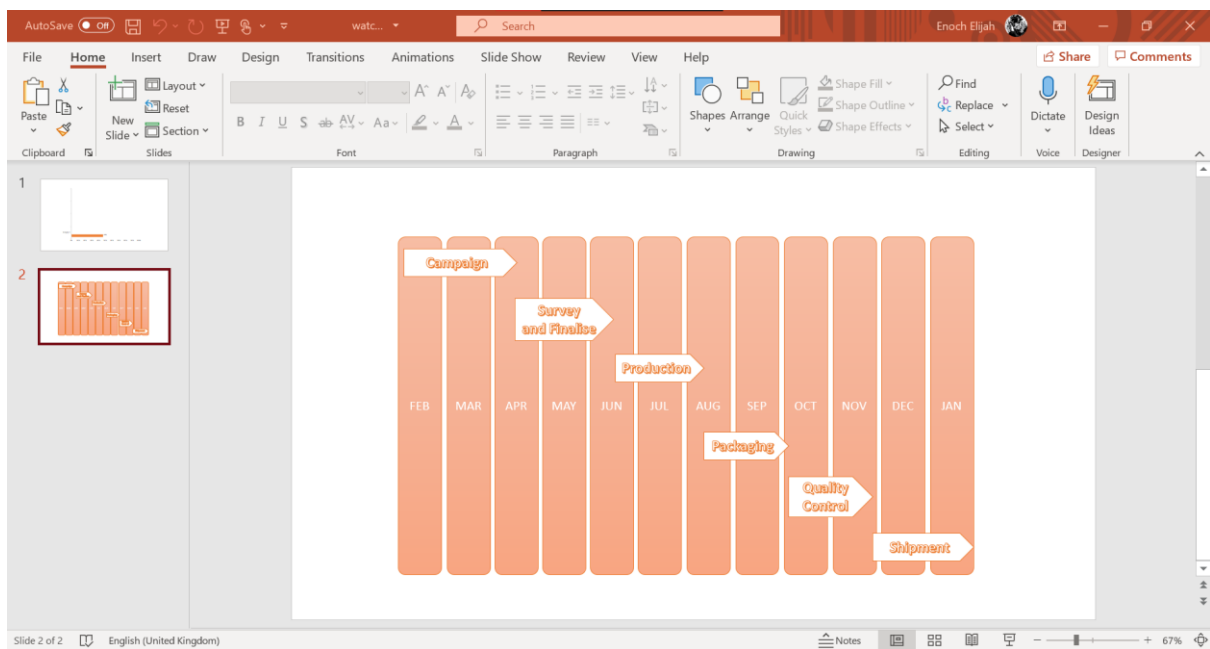 AutoSave Off watc... Search Enoch Elijah
File Home Insert Draw Design Transitions Animations Slide Show Review View Help Share Comments
Paste
New
Slide
Layout
Reset
Section
B I U S ab AV Aa A
A A A
Shapes Arrange Quick
Styles
Shape Fill
Shape Outline
Shape Effects
Find
Replace
Select
Dictate
Design
Ideas
Clipboard Slides Font Paragraph Drawing Editing Voice Designer
1
2
Campaign
Survey
and Finalise
Production
FEB MAR APR MAY JUN JUL AUG SEP OCT NOV DEC JAN
Packaging
Quality
Control
Shipment
Slide 2 of 2 English (United Kingdom) Notes 67%